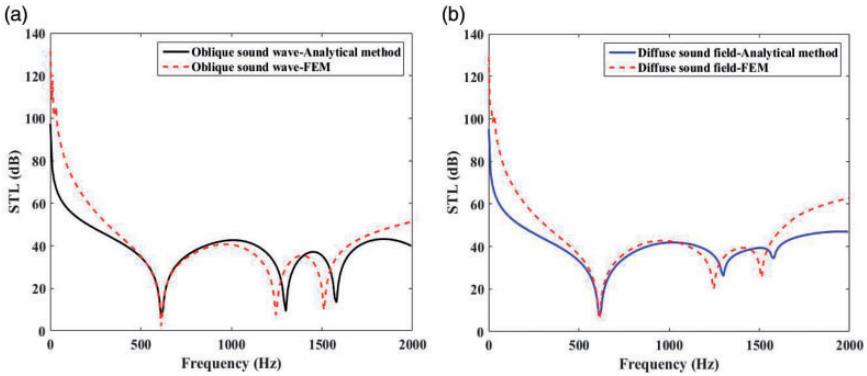 (a)
140
120
100
80
60
40
20
0
STL (dB)
Oblique sound wave-Analytical method
Oblique sound wave-FEM
0
500
1000
1500
2000
Frequency (Hz)
(b)
140
120
100
80
60
40
20
0
STL (dB)
Diffuse sound field-Analytical method
Diffuse sound field-FEM
0
500
1000
1500
2000
Frequency (Hz)